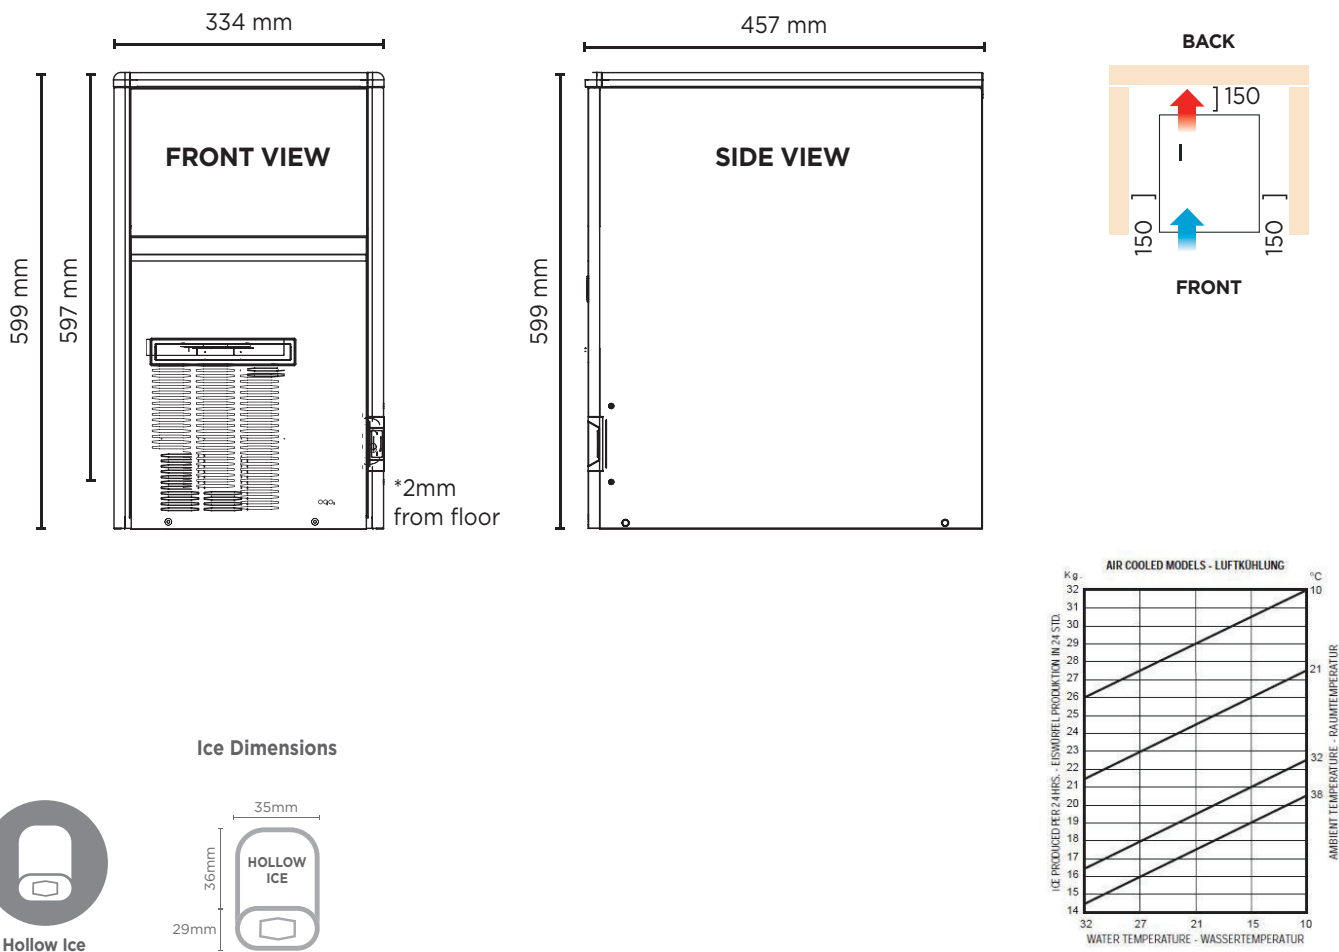 334 mm
457 mm
BACK
150
FRONT VIEW
SIDE VIEW
150
150
FRONT
599 mm
597 mm
599 mm
*2mm
from floor
AIR COOLED MODELS - LUFTKÜHLUNG
Kg.
°C
32
31
30
29
28
27
26
25
24
23
22
21
20
19
18
17
16
15
14
10
21
32
38
32
27
21
15
10
ICE PRODUCED PER 24 HRS. - EISWÜRFEL PRODUKTION IN 24 STD.
AMBIENT TEMPERATURE - RAUMTEMPERATUR
WATER TEMPERATURE - WASSERTEMPERATUR
Ice Dimensions
35mm
36mm
HOLLOW
ICE
29mm
Hollow Ice